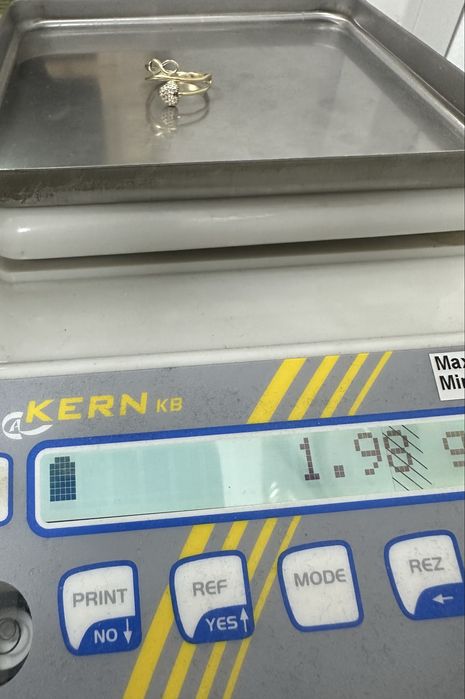 Max
Min
KERN KB
1.98 g
PRINT
NO ↓
REF
YES ↑
MODE
REZ
←